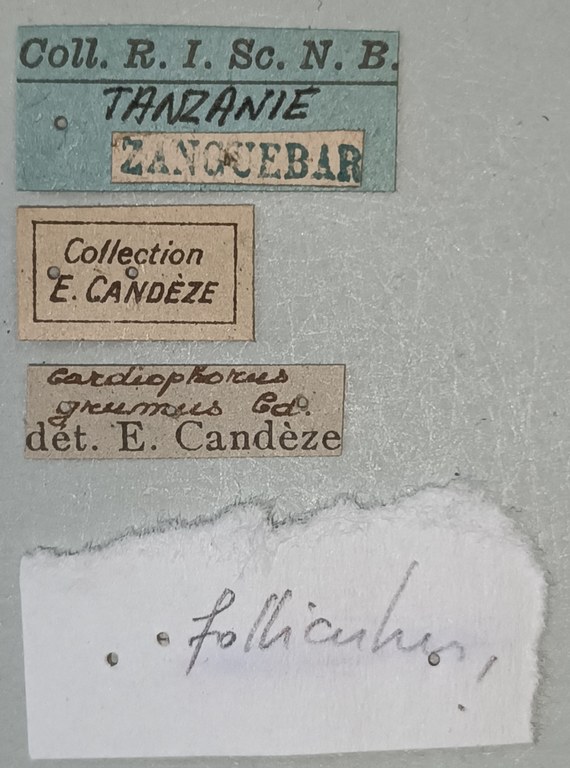 Coll. R. I. Sc. N. B.
TANZANIE
ZANGUEBAR
Collection
E. CANDÈZE
Cardiophorus
grumus Cd.
dét. E. Candèze
folliculus,